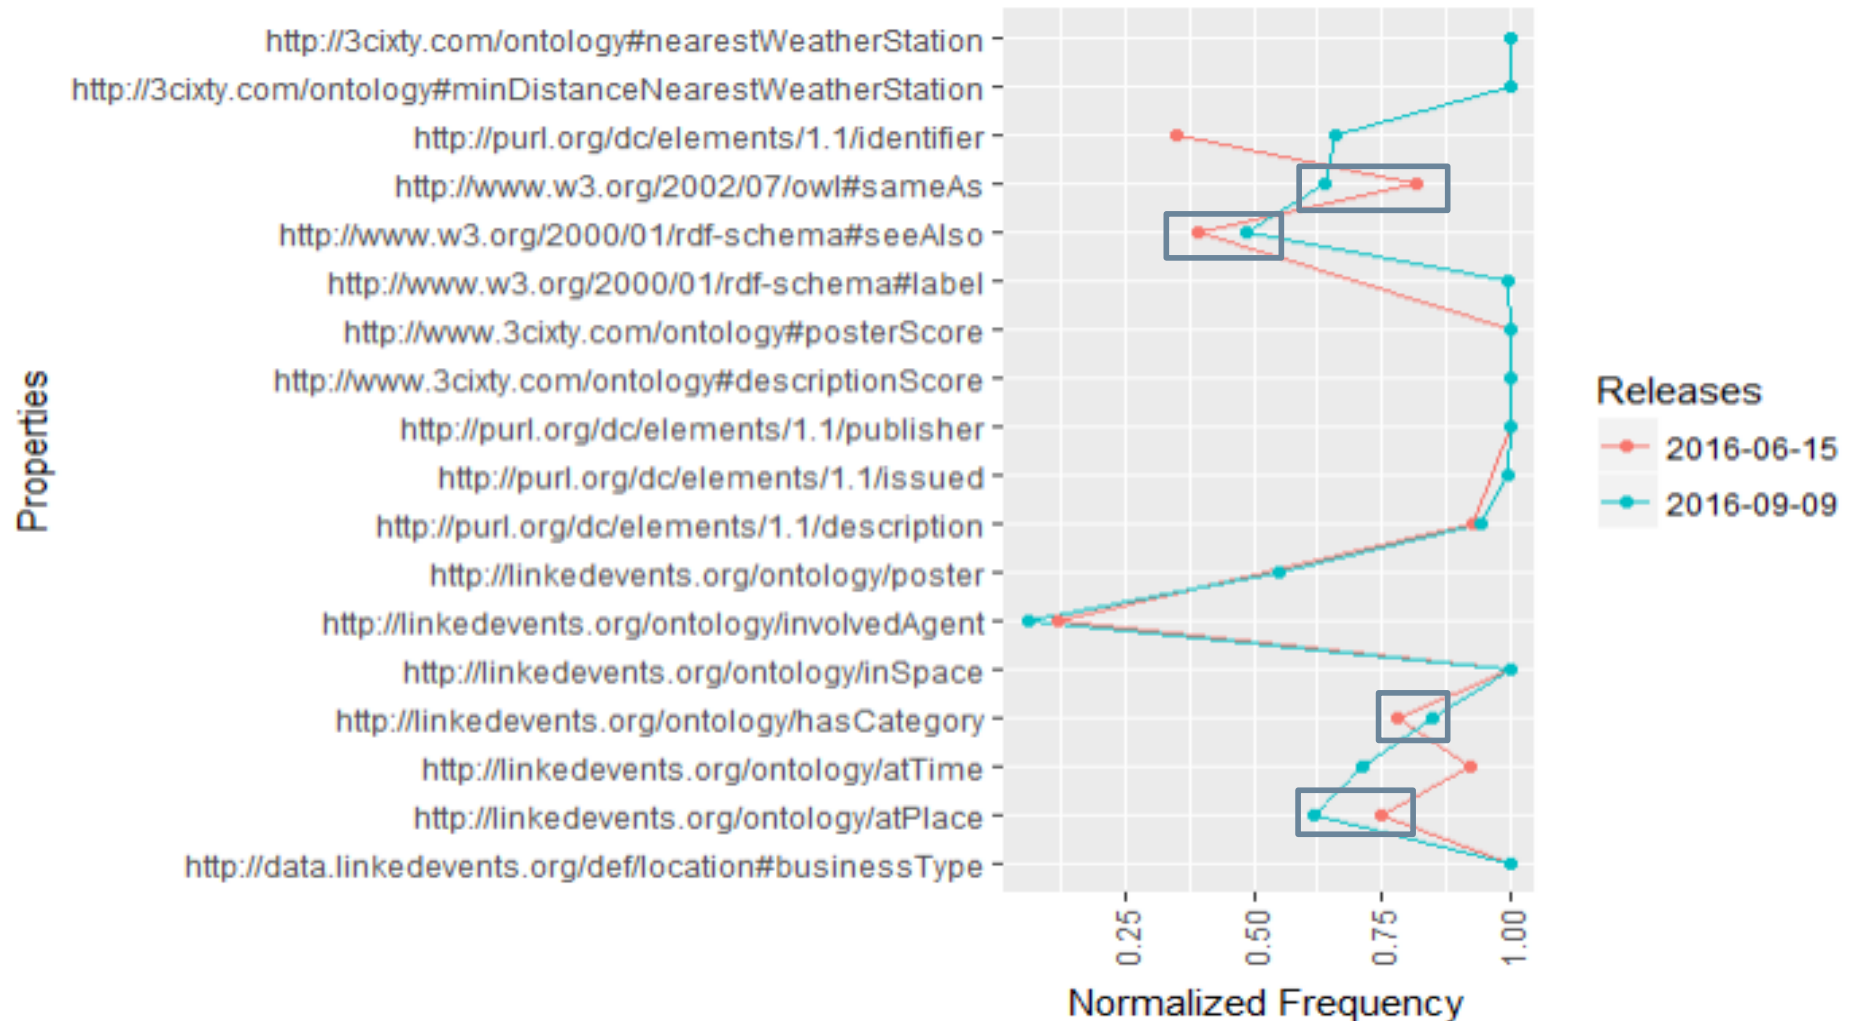 http://3cixty.com/ontology#nearestWeatherStation
http://3cixty.com/ontology#minDistanceNearestWeatherStation
http://purl.org/dc/elements/1.1/identifier
http://www.w3.org/2002/07/owl#sameAs
http://www.w3.org/2000/01/rdf-schema#seeAlso
http://www.w3.org/2000/01/rdf-schema#label
http://www.3cixty.com/ontology#posterScore
http://www.3cixty.com/ontology#descriptionScore
http://purl.org/dc/elements/1.1/publisher
http://purl.org/dc/elements/1.1/issued
http://purl.org/dc/elements/1.1/description
http://linkedevents.org/ontology/poster
http://linkedevents.org/ontology/involvedAgent
http://linkedevents.org/ontology/inSpace
http://linkedevents.org/ontology/hasCategory
http://linkedevents.org/ontology/atTime
http://linkedevents.org/ontology/atPlace
http://data.linkedevents.org/def/location#businessType
Properties
0.25
0.50
0.75
1.00
Normalized Frequency
Releases
2016-06-15
2016-09-09